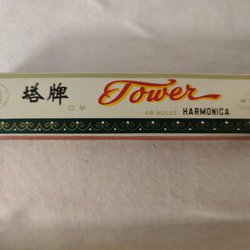 塔牌 Tower
口琴 48 HOLES HARMONICA